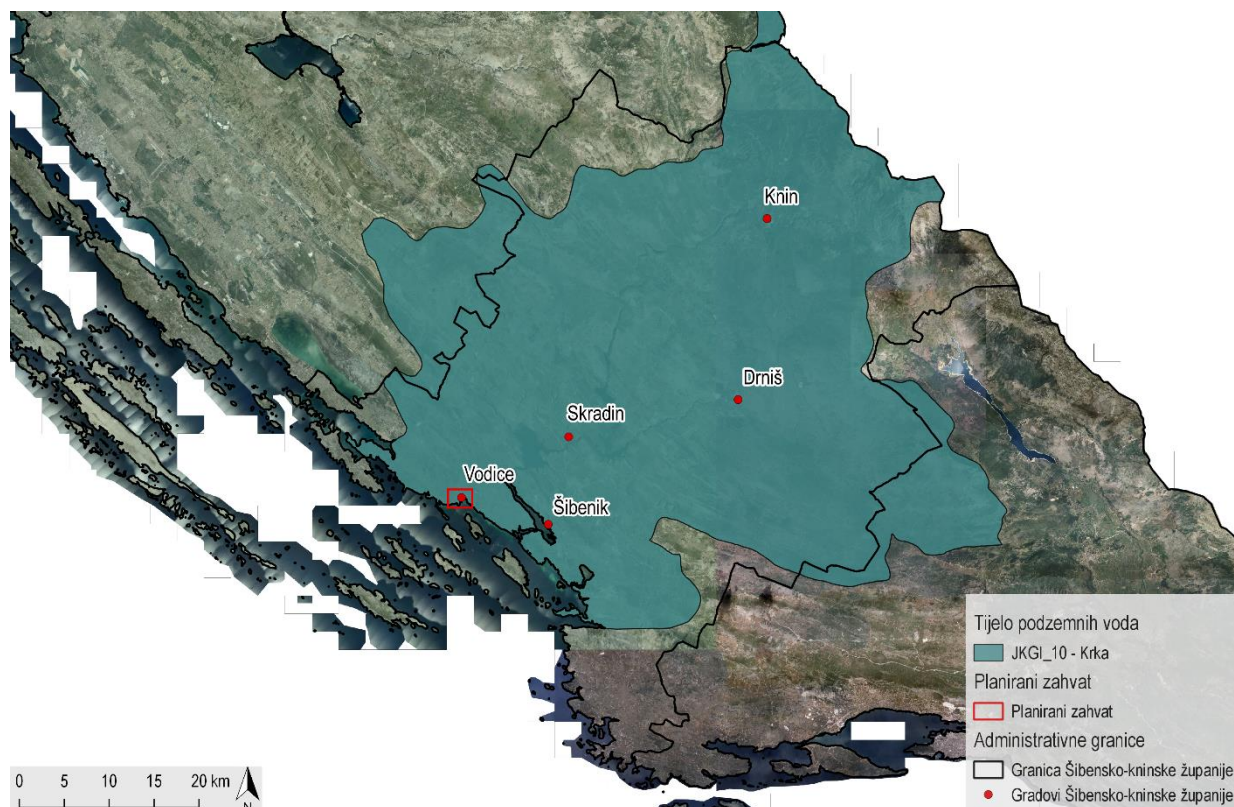 Knin
Drniš
Skradin
Vodice
Šibenik
Tijelo podzemnih voda
JKGI_10 - Krka
Planirani zahvat
Planirani zahvat
Administrativne granice
Granica Šibensko-kninske županije
Gradovi Šibensko-kninske županije
0 5 10 15 20 km
N